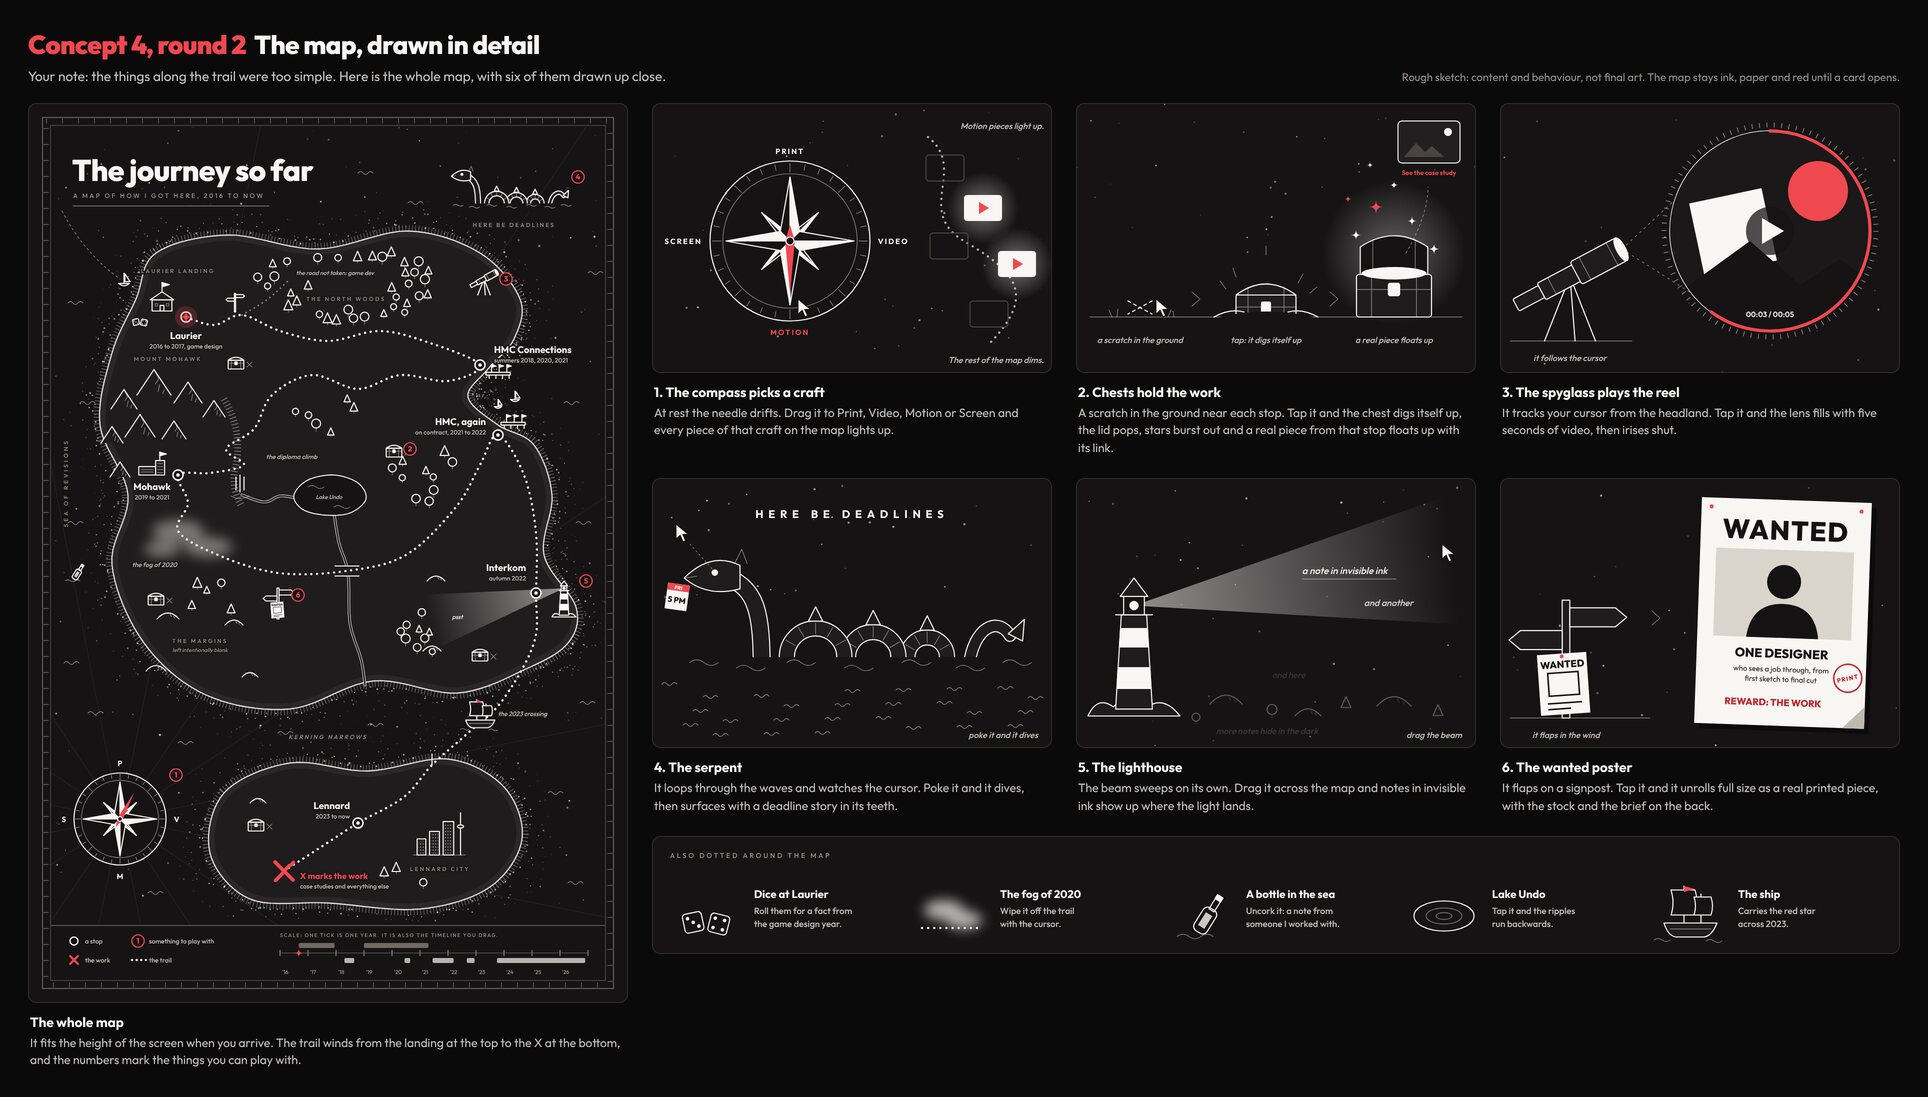 Concept 4, round 2 The map, drawn in detail
Your note: the things along the trail were too simple. Here is the whole map, with six of them drawn up close.
Rough sketch: content and behaviour, not final art. The map stays ink, paper and red until a card opens.
The journey so far
A MAP OF HOW I GOT HERE, 2016 TO NOW
4
HERE BE DEADLINES
LAURIER LANDING
the road not taken: game dev
3
THE NORTH WOODS
Laurier
2016 to 2017, game design
MOUNT MOHAWK
HMC Connections
summers 2018, 2020, 2021
HMC, again
on contract, 2021 to 2022
2
the diploma climb
SEA OF REVISIONS
Mohawk
2019 to 2021
Lake Undo
the fog of 2020
Interkom
autumn 2022
5
6
psst
THE MARGINS
left intentionally blank
the 2023 crossing
KERNING NARROWS
P
1
S
V
M
Lennard
2023 to now
X marks the work
case studies and everything else
LENNARD CITY
a stop
1
something to play with
the work
the trail
SCALE: ONE TICK IS ONE YEAR. IT IS ALSO THE TIMELINE YOU DRAG.
'16 '17 '18 '19 '20 '21 '22 '23 '24 '25 '26
The whole map
It fits the height of the screen when you arrive. The trail winds from the landing at the top to the X at the bottom,
and the numbers mark the things you can play with.
PRINT
SCREEN
VIDEO
MOTION
Motion pieces light up.
The rest of the map dims.
1. The compass picks a craft
At rest the needle drifts. Drag it to Print, Video, Motion or Screen and
every piece of that craft on the map lights up.
See the case study
a scratch in the ground
tap: it digs itself up
a real piece floats up
2. Chests hold the work
A scratch in the ground near each stop. Tap it and the chest digs itself up,
the lid pops, stars burst out and a real piece from that stop floats up with
its link.
00:03 / 00:05
it follows the cursor
3. The spyglass plays the reel
It tracks your cursor from the headland. Tap it and the lens fills with five
seconds of video, then irises shut.
HERE BE DEADLINES
FRI
5 PM
poke it and it dives
4. The serpent
It loops through the waves and watches the cursor. Poke it and it dives,
then surfaces with a deadline story in its teeth.
a note in invisible ink
and another
and here
more notes hide in the dark
drag the beam
5. The lighthouse
The beam sweeps on its own. Drag it across the map and notes in invisible
ink show up where the light lands.
WANTED
it flaps in the wind
WANTED
ONE DESIGNER
who sees a job through, from
first sketch to final cut
PRINT
REWARD: THE WORK
6. The wanted poster
It flaps on a signpost. Tap it and it unrolls full size as a real printed piece,
with the stock and the brief on the back.
ALSO DOTTED AROUND THE MAP
Dice at Laurier
Roll them for a fact from
the game design year.
The fog of 2020
Wipe it off the trail
with the cursor.
A bottle in the sea
Uncork it: a note from
someone I worked with.
Lake Undo
Tap it and the ripples
run backwards.
The ship
Carries the red star
across 2023.